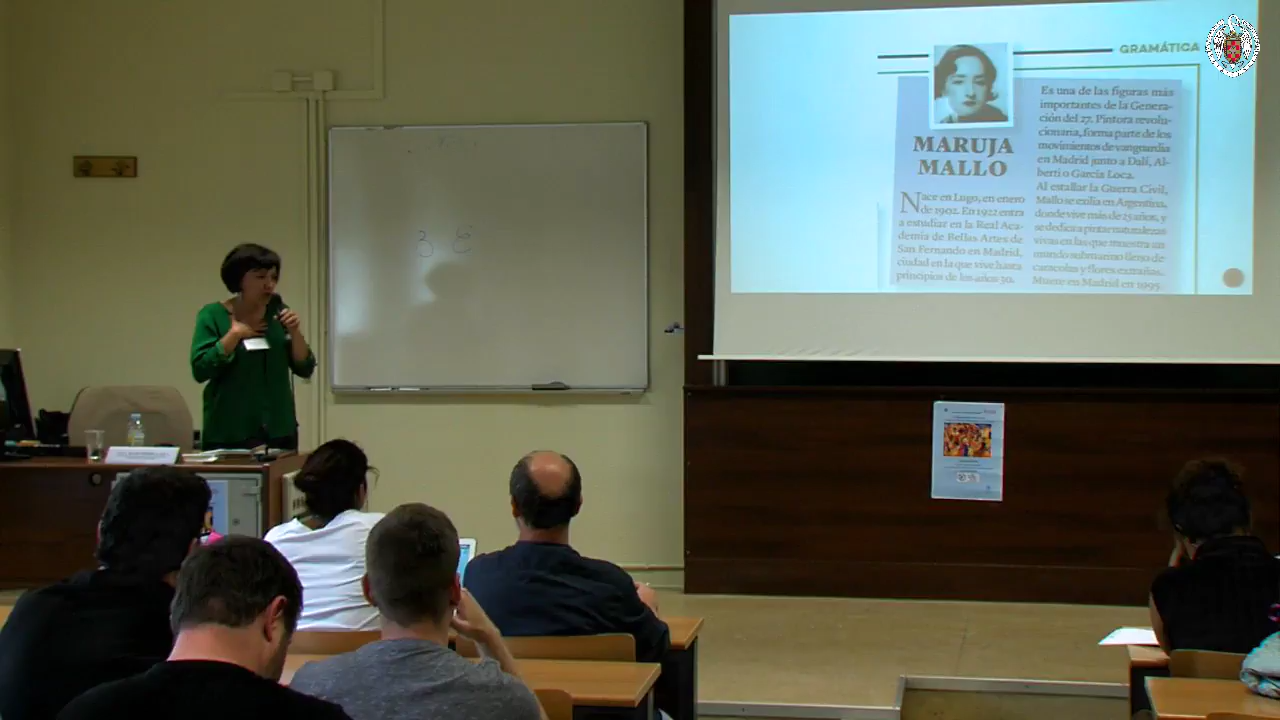 GRAMÁTICA
MARUJA
MALLO
Nace en Lugo, en enero
de 1902. En 1922 entra
a estudiar en la Real Aca-
demia de Bellas Artes de
San Fernando en Madrid,
ciudad en la que vive hasta
principios de los años 30.
Es una de las figuras más
importantes de la Genera-
ción del 27. Pintora revolu-
cionaria, forma parte de los
movimientos de vanguardia
en Madrid junto a Dalí, Al-
berti o García Loca.
Al estallar la Guerra Civil,
Mallo se exilia en Argentina,
donde vive más de 25 años, y
se dedica a pintar naturalezas
vivas en las que muestra un
mundo submarino lleno de
caracolas y flores extrañas.
Muere en Madrid en 1995.
3 8